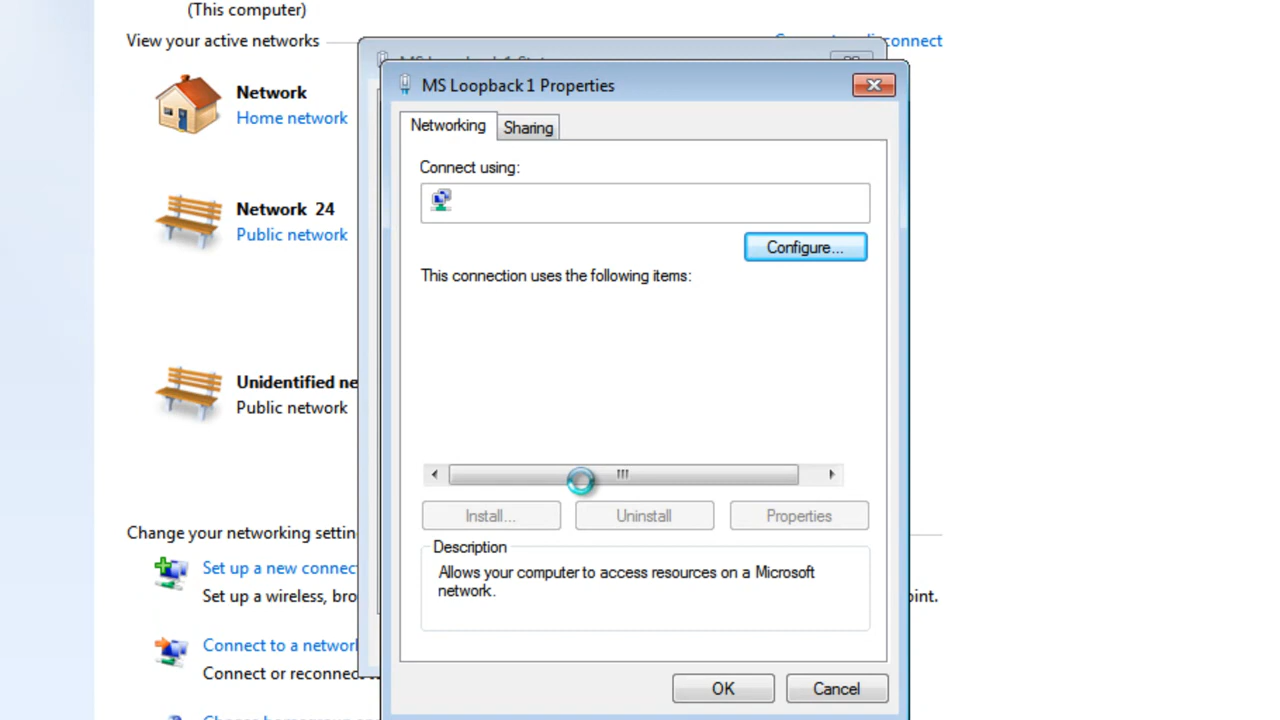 (This computer)
View your active networks
onnect
Network
Home network
Network 24
Public network
Unidentified ne
Public network
Change your networking settin
Set up a new connec
Set up a wireless, bro
oint.
Connect to a networ
Connect or reconnec
MS Loopback 1 Properties
Networking
Sharing
Connect using:
Configure...
This connection uses the following items:
Install...
Uninstall
Properties
Description
Allows your computer to access resources on a Microsoft
network.
OK
Cancel